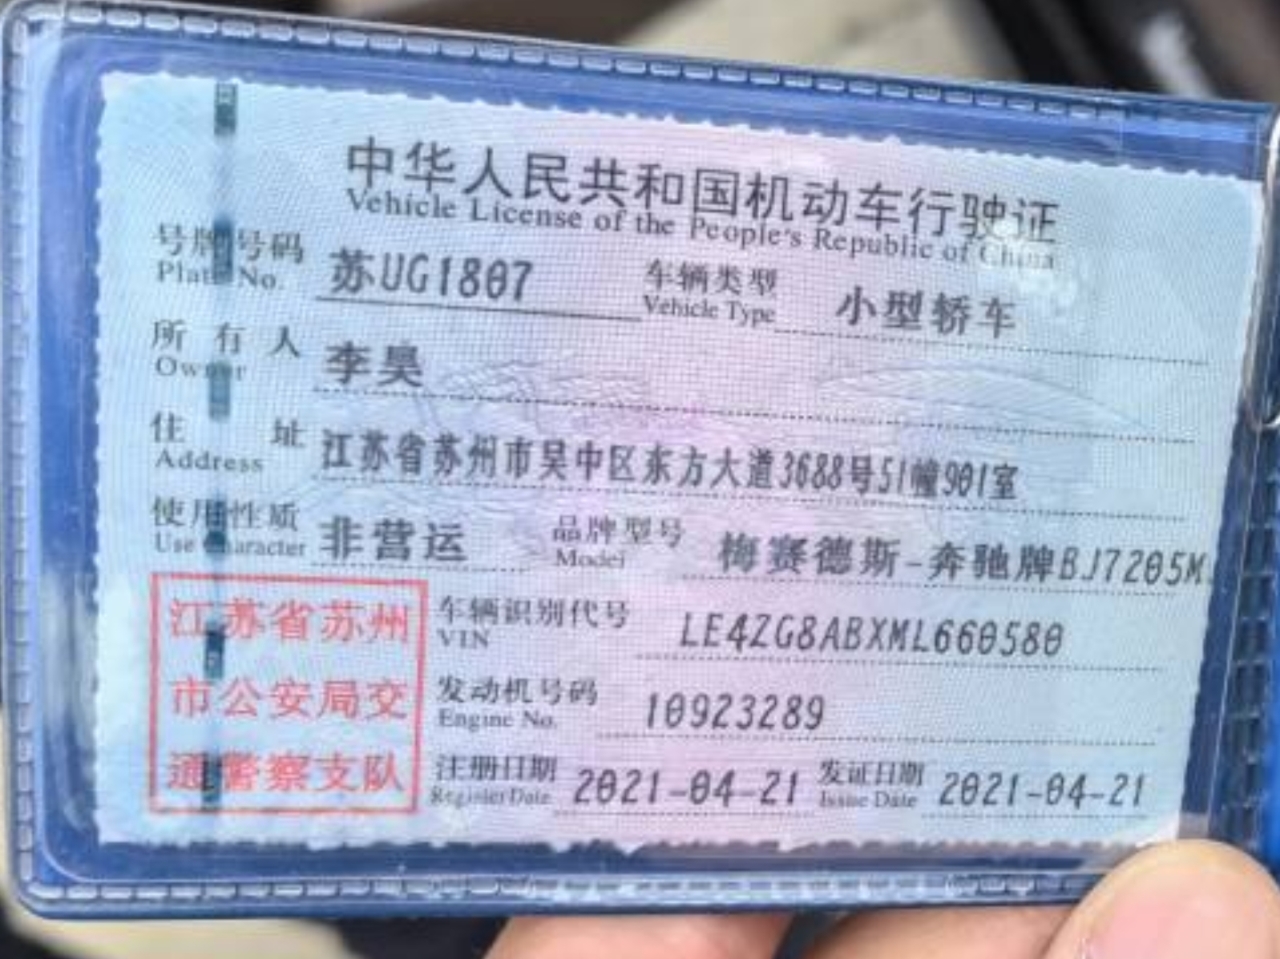 中华人民共和国机动车行驶证
Vehicle License of the People's Republic of China
号牌号码 苏UG1807 车辆类型 小型轿车
Plate No. Vehicle Type
所有人 李昊
Owner
住址 江苏省苏州市吴中区东方大道3688号51幢901室
Address
使用性质 非营运 品牌型号 梅赛德斯-奔驰牌BJ7205M
Use Character Model
江苏省苏州
市公安局交
通警察支队
车辆识别代号 LE4ZG8ABXML660580
VIN
发动机号码 10923289
Engine No.
注册日期 2021-04-21 发证日期 2021-04-21
Register Date Issue Date